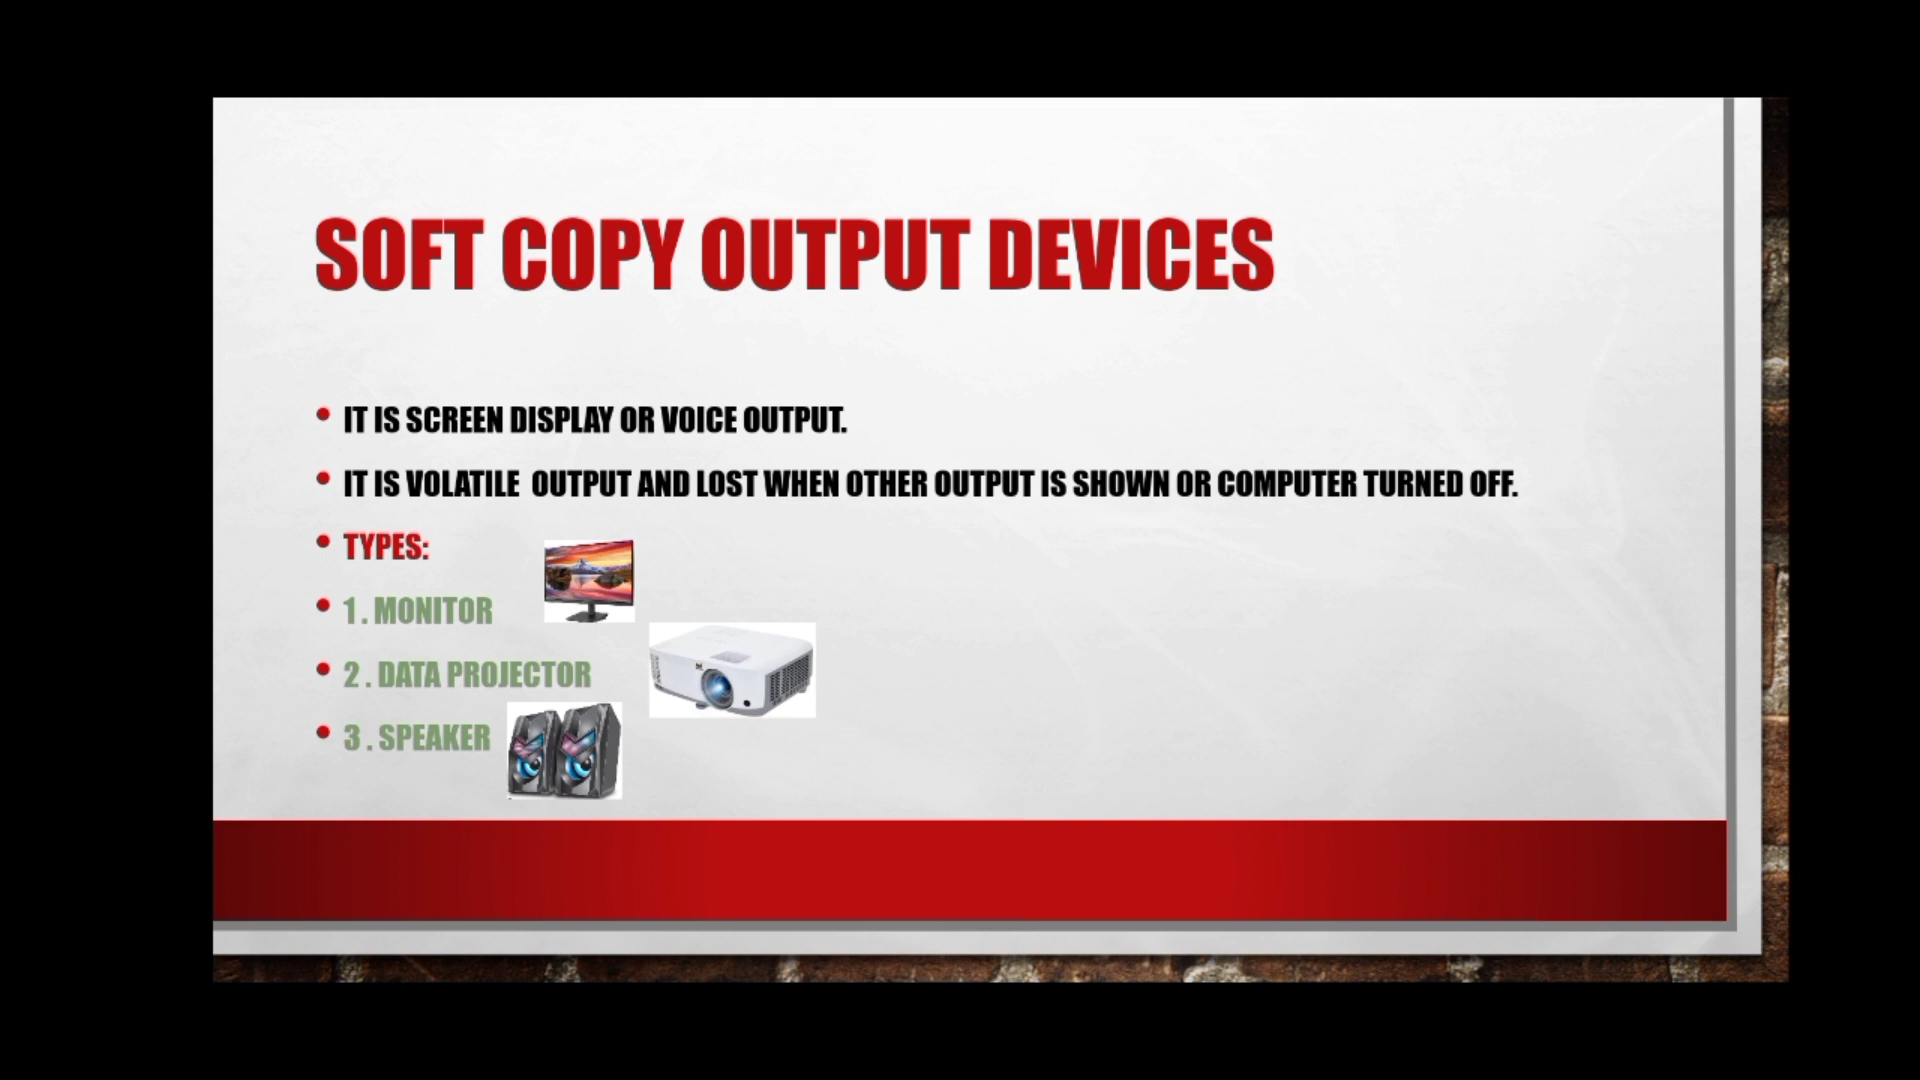 SOFT COPY OUTPUT DEVICES
IT IS SCREEN DISPLAY OR VOICE OUTPUT.
IT IS VOLATILE OUTPUT AND LOST WHEN OTHER OUTPUT IS SHOWN OR COMPUTER TURNED OFF.
TYPES:
1. MONITOR
2 . DATA PROJECTOR
3 . SPEAKER